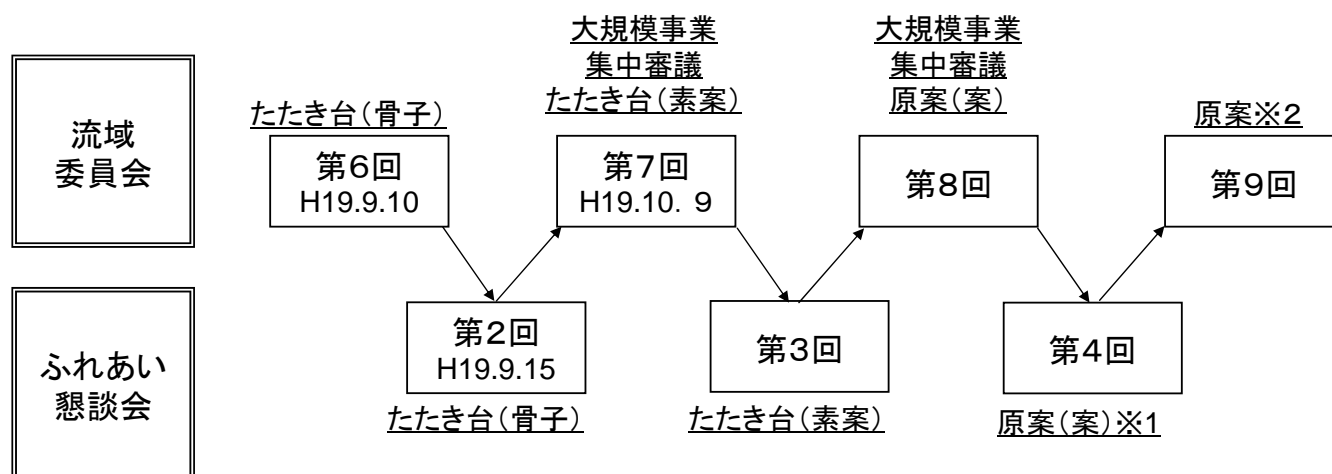 大規模事業
集中審議
たたき台(素案)
大規模事業
集中審議
原案(案)
たたき台(骨子)
原案※2
流域
委員会
第6回
H19.9.10
第7回
H19.10. 9
第8回
第9回
ふれあい
懇談会
第2回
H19.9.15
第3回
第4回
たたき台(骨子)
たたき台(素案)
原案(案)※1